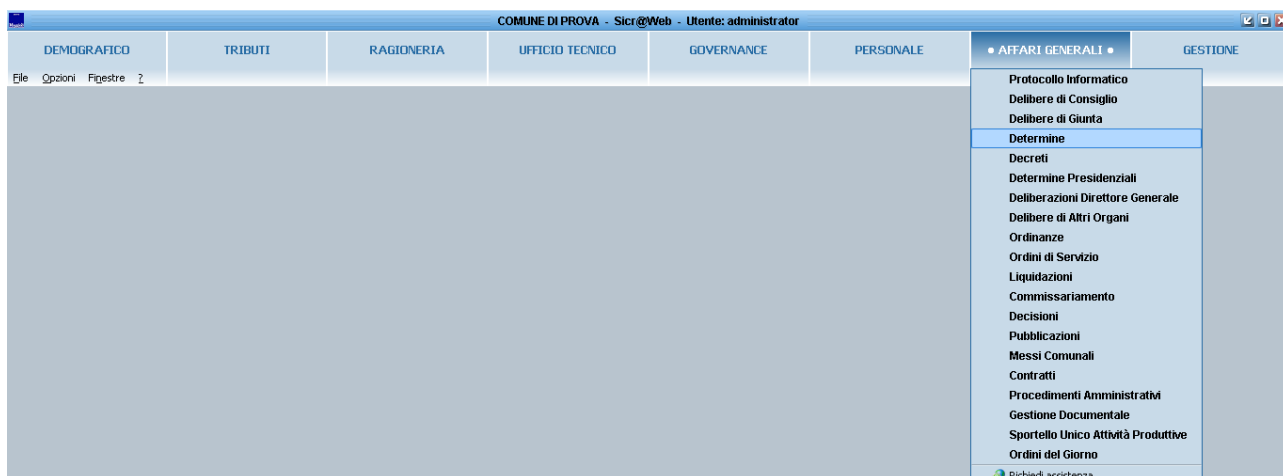 COMUNE DI PROVA - Sicr@Web - Utente: administrator
DEMOGRAFICO TRIBUTI RAGIONERIA UFFICIO TECNICO GOVERNANCE PERSONALE • AFFARI GENERALI • GESTIONE
File Opzioni Finestre ?
Protocollo Informatico
Delibere di Consiglio
Delibere di Giunta
Determine
Decreti
Determine Presidenziali
Deliberazioni Direttore Generale
Delibere di Altri Organi
Ordinanze
Ordini di Servizio
Liquidazioni
Commissariamento
Decisioni
Pubblicazioni
Messi Comunali
Contratti
Procedimenti Amministrativi
Gestione Documentale
Sportello Unico Attività Produttive
Ordini del Giorno
Richiedi assistenza